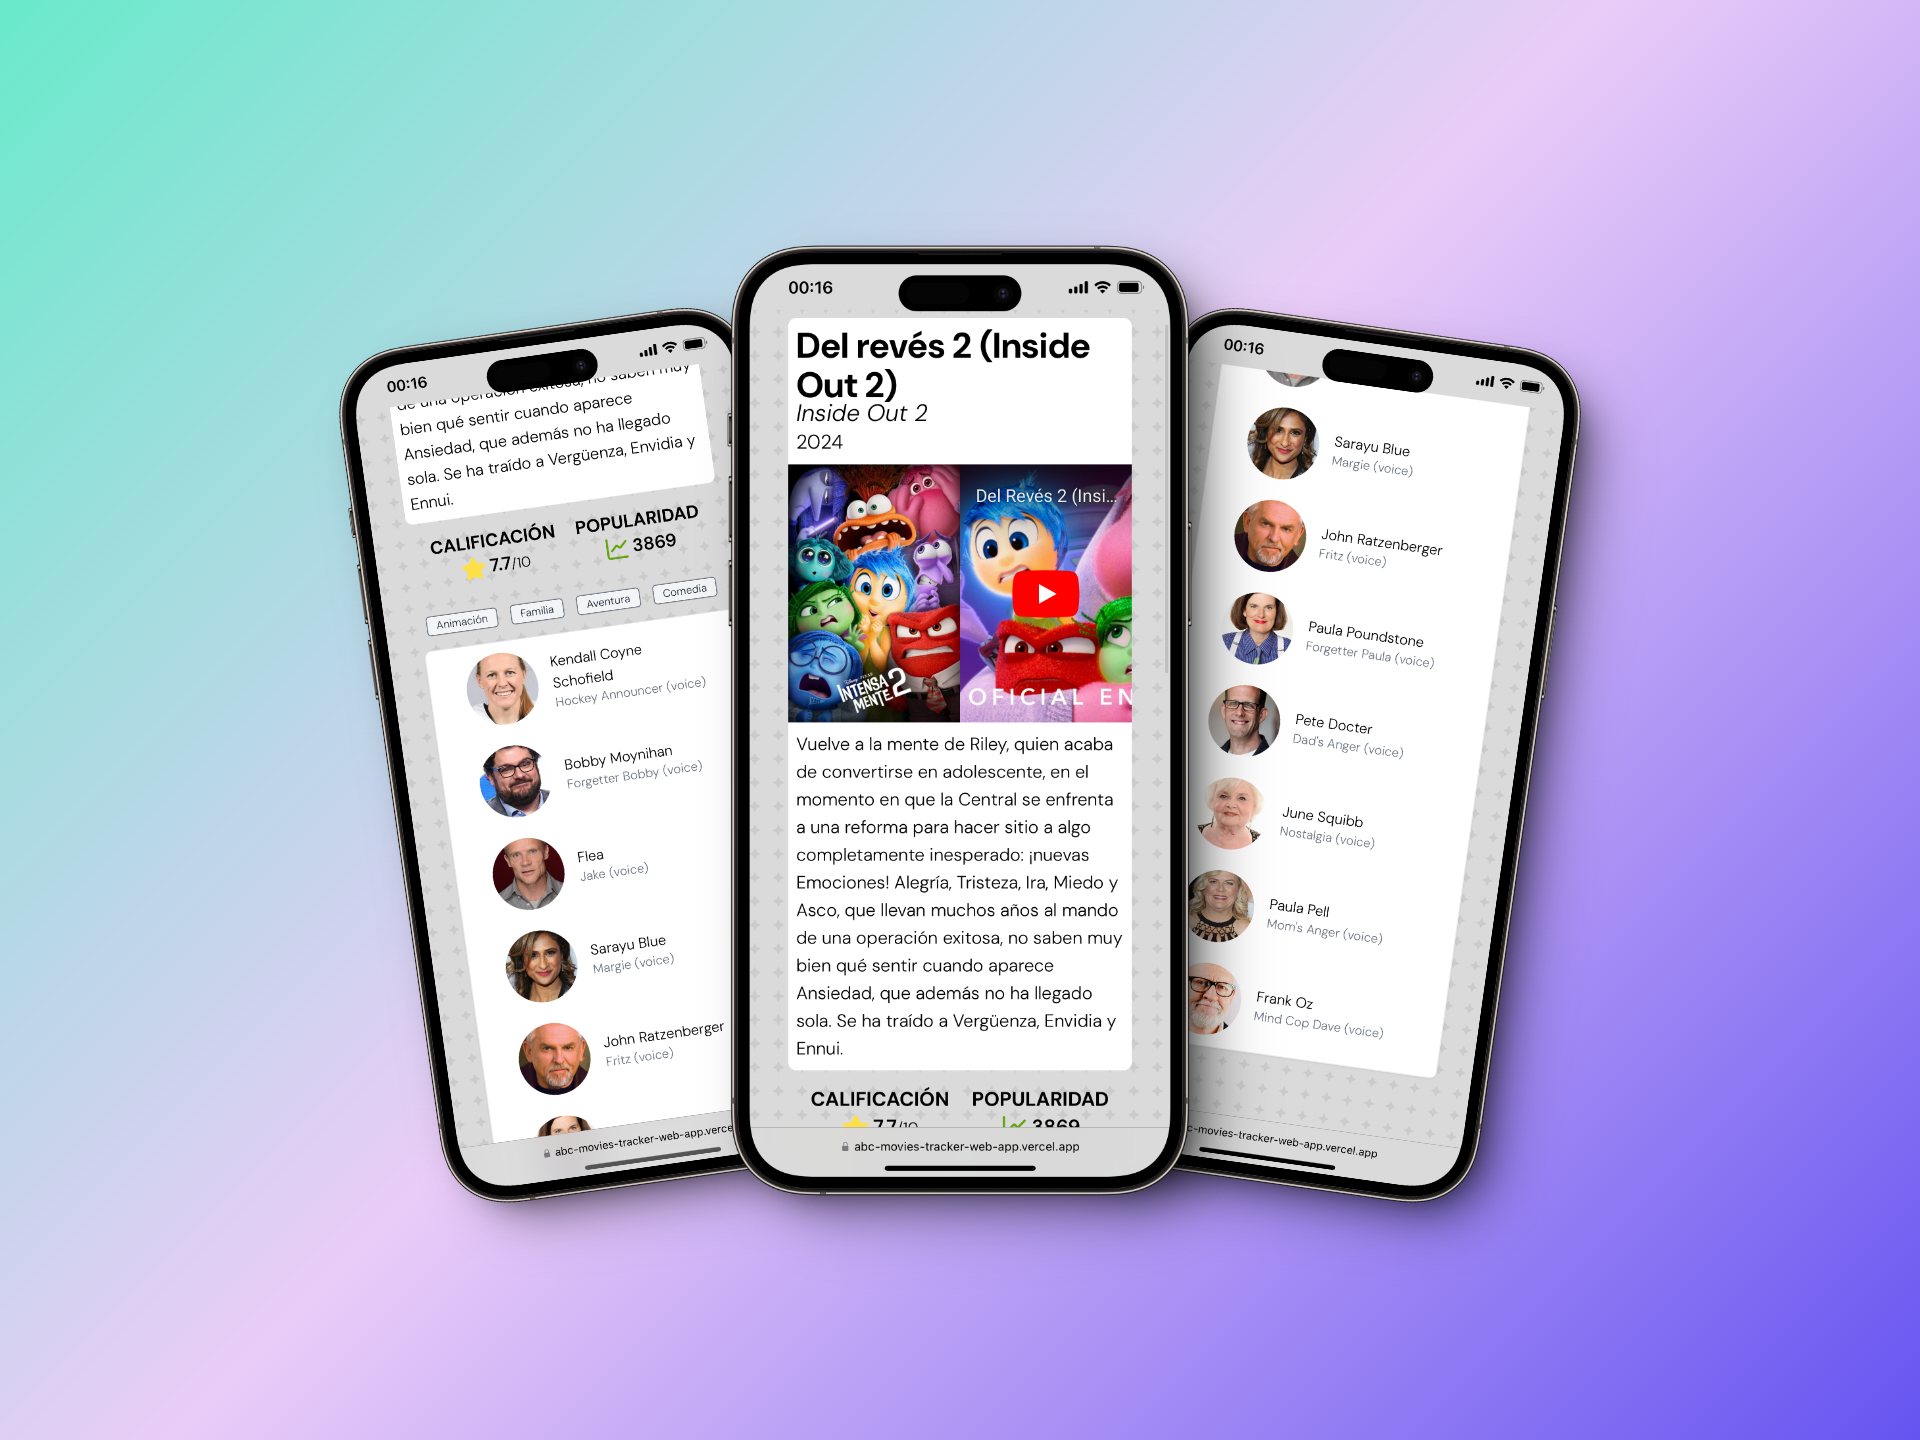 00:16
de una operación exitosa, no saben muy
bien qué sentir cuando aparece
Ansiedad, que además no ha llegado
sola. Se ha traído a Vergüenza, Envidia y
Ennui.
CALIFICACIÓN
7.7/10
POPULARIDAD
3869
Animación
Familia
Aventura
Comedia
Kendall Coyne
Schofield
Hockey Announcer (voice)
Bobby Moynihan
Forgetter Bobby (voice)
Flea
Jake (voice)
Sarayu Blue
Margie (voice)
John Ratzenberger
Fritz (voice)
abc-movies-tracker-web-app.verce
00:16
Del revés 2 (Inside
Out 2)
Inside Out 2
2024
Disney PIXAR
INTENSA
MENTE 2
Del Revés 2 (Insi...
OFICIAL EN
Vuelve a la mente de Riley, quien acaba
de convertirse en adolescente, en el
momento en que la Central se enfrenta
a una reforma para hacer sitio a algo
completamente inesperado: ¡nuevas
Emociones! Alegría, Tristeza, Ira, Miedo y
Asco, que llevan muchos años al mando
de una operación exitosa, no saben muy
bien qué sentir cuando aparece
Ansiedad, que además no ha llegado
sola. Se ha traído a Vergüenza, Envidia y
Ennui.
CALIFICACIÓN
7.7/10
POPULARIDAD
3869
abc-movies-tracker-web-app.vercel.app
00:16
Sarayu Blue
Margie (voice)
John Ratzenberger
Fritz (voice)
Paula Poundstone
Forgetter Paula (voice)
Pete Docter
Dad's Anger (voice)
June Squibb
Nostalgia (voice)
Paula Pell
Mom's Anger (voice)
Frank Oz
Mind Cop Dave (voice)
c-movies-tracker-web-app.vercel.app